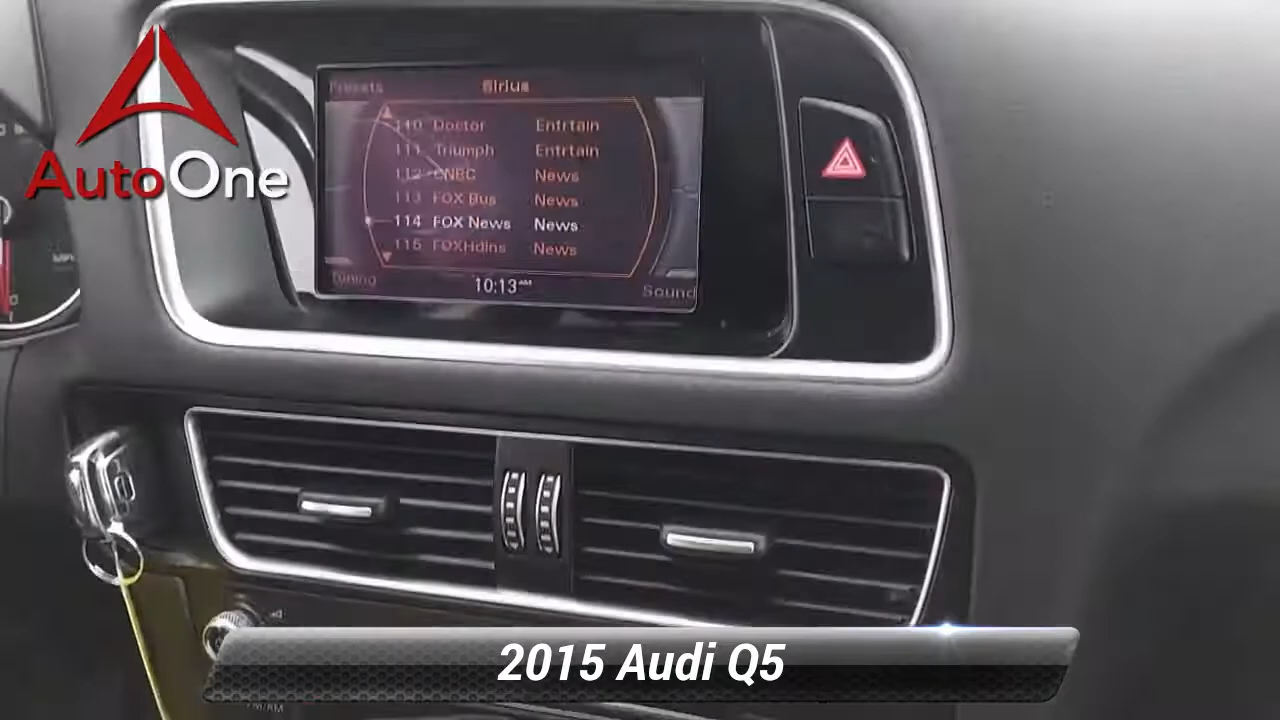 AutoOne
Presets Sirius
110 Doctor Entrtain
111 Triumph Entrtain
112 CNBC News
113 FOX Bus News
114 FOX News News
115 FOXHdlns News
Tuning 10:13 AM Sound
2015 Audi Q5